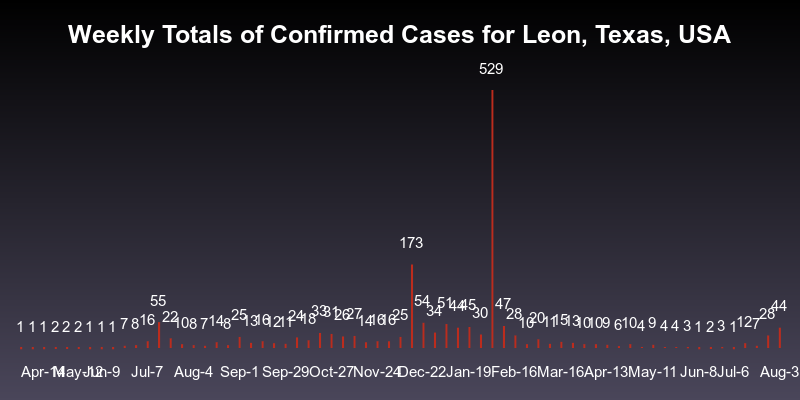 Weekly Totals of Confirmed Cases for Leon, Texas, USA
1 1 1 2 2 2 1 1 1 7 8 16 55 22 10 8 7 14 8 25 13 16 12 11 24 18 33 31 26 27 14 16 16 25 173 54 34 51 44 45 30 529 47 28 10 20 11 15 13 10 10 9 6 10 4 9 4 4 3 1 2 3 1 12 7 28 44
Apr-14 May-12 Jun-9 Jul-7 Aug-4 Sep-1 Sep-29 Oct-27 Nov-24 Dec-22 Jan-19 Feb-16 Mar-16 Apr-13 May-11 Jun-8 Jul-6 Aug-3